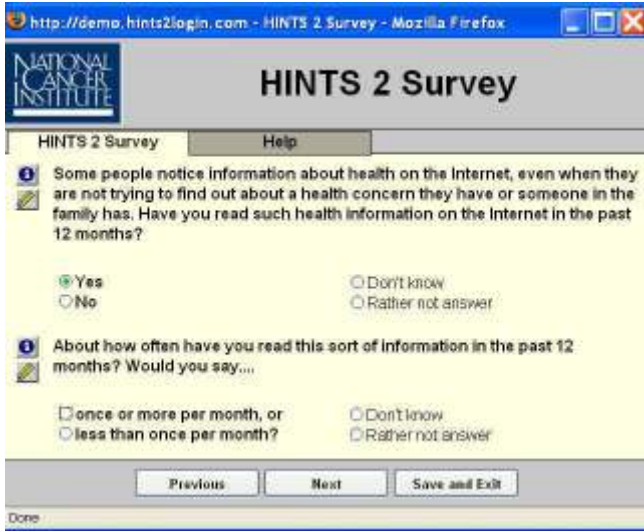 http://demo.hints2login.com - HINTS 2 Survey - Mozilla Firefox
NATIONAL
CANCER
INSTITUTE
HINTS 2 Survey
HINTS 2 Survey Help
Some people notice information about health on the Internet, even when they
are not trying to find out about a health concern they have or someone in the
family has. Have you read such health information on the Internet in the past
12 months?
Yes Don't know
No Rather not answer
About how often have you read this sort of information in the past 12
months? Would you say....
once or more per month, or Don't know
less than once per month? Rather not answer
Previous Next Save and Exit
Done